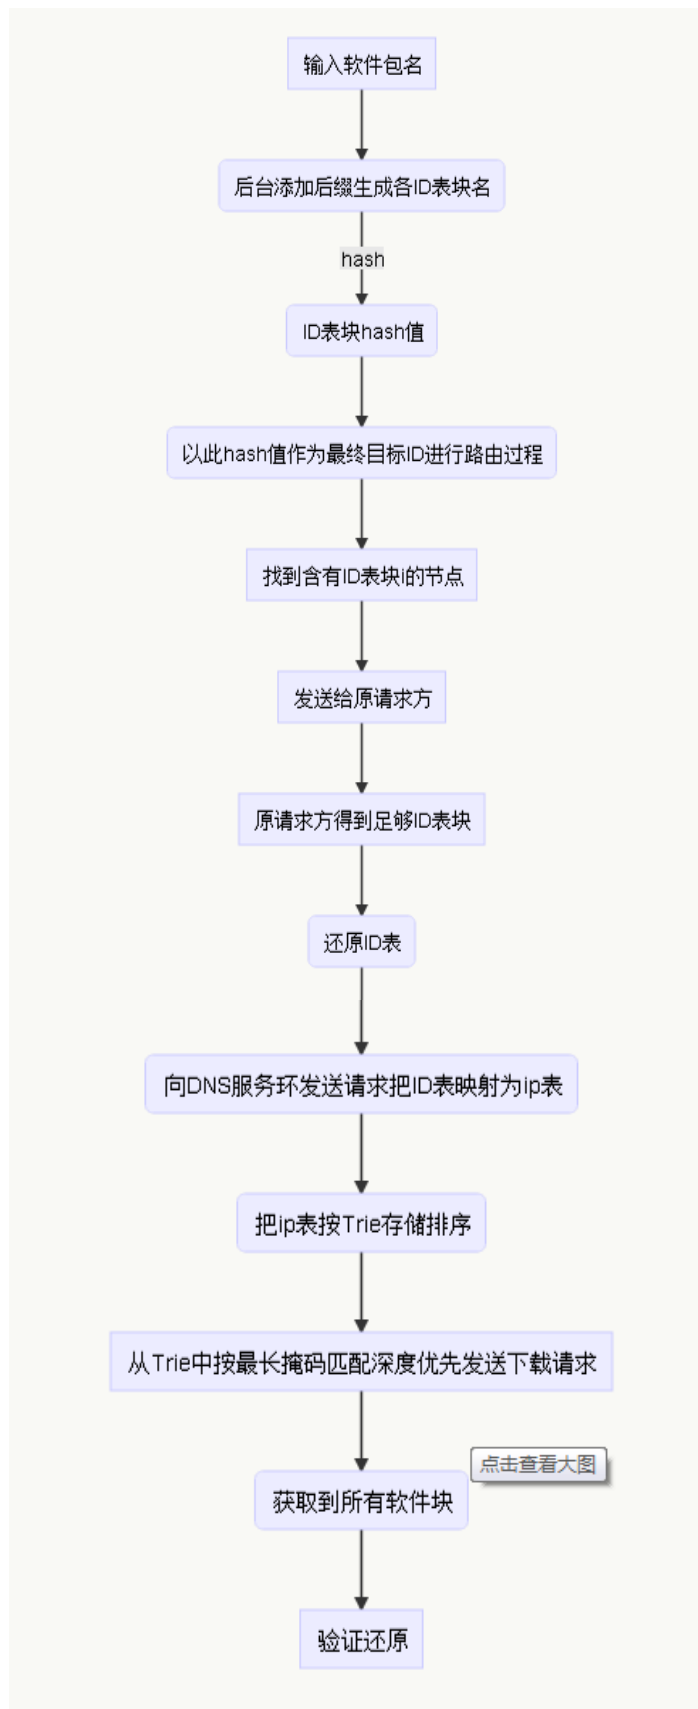 输入软件包名
后台添加后缀生成各ID表块名
hash
ID表块hash值
以此hash值作为最终目标ID进行路由过程
找到含有ID表块i的节点
发送给原请求方
原请求方得到足够ID表块
还原ID表
向DNS服务环发送请求把ID表映射为ip表
把ip表按Trie存储排序
从Trie中按最长掩码匹配深度优先发送下载请求
点击查看大图
获取到所有软件块
验证还原